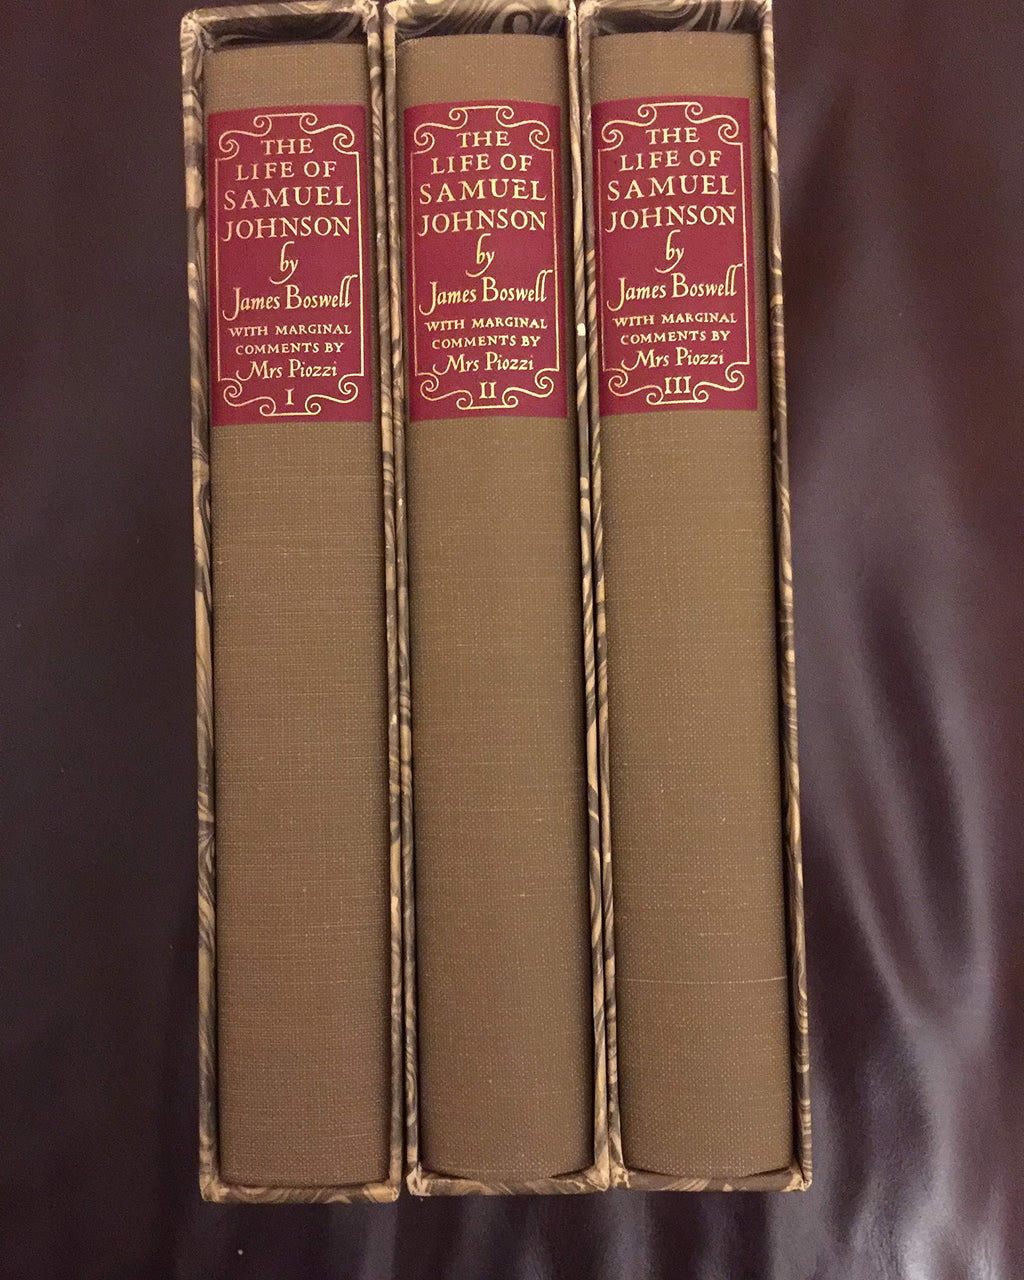 THE
LIFE OF
SAMUEL
JOHNSON
by
James Boswell
WITH MARGINAL
COMMENTS BY
Mrs Piozzi
I
THE
LIFE OF
SAMUEL
JOHNSON
by
James Boswell
WITH MARGINAL
COMMENTS BY
Mrs Piozzi
II
THE
LIFE OF
SAMUEL
JOHNSON
by
James Boswell
WITH MARGINAL
COMMENTS BY
Mrs Piozzi
III